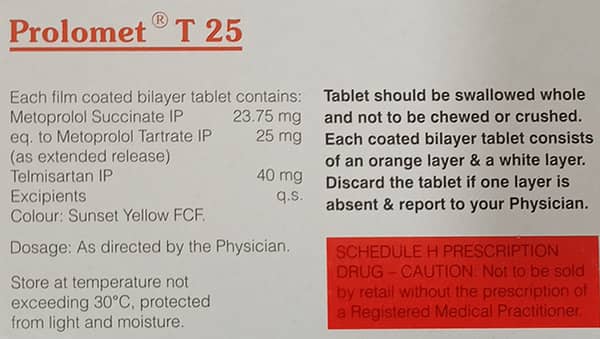 Prolomet® T 25
Each film coated bilayer tablet contains:
Metoprolol Succinate IP 23.75 mg
eq. to Metoprolol Tartrate IP 25 mg
(as extended release)
Telmisartan IP 40 mg
Excipients q.s.
Colour: Sunset Yellow FCF.
Dosage: As directed by the Physician.
Store at temperature not
exceeding 30°C, protected
from light and moisture.
Tablet should be swallowed whole
and not to be chewed or crushed.
Each coated bilayer tablet consists
of an orange layer & a white layer.
Discard the tablet if one layer is
absent & report to your Physician.
SCHEDULE H PRESCRIPTION
DRUG – CAUTION: Not to be sold
by retail without the prescription of
a Registered Medical Practitioner.